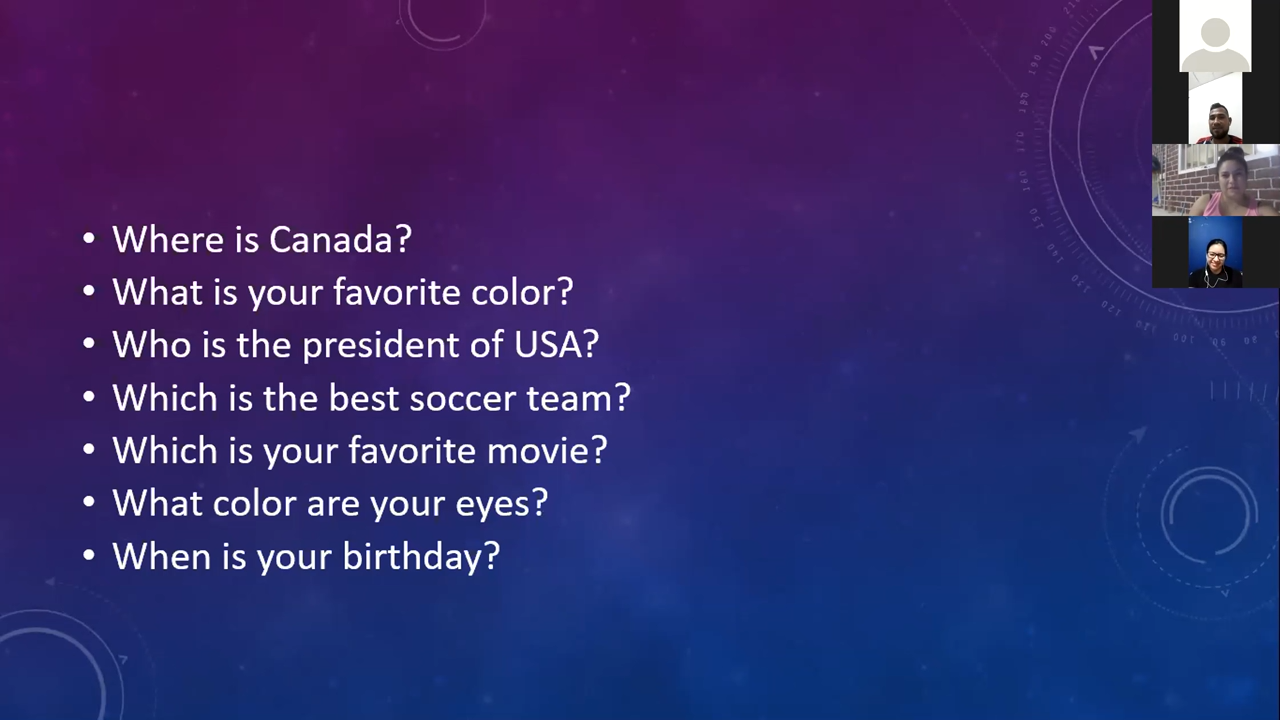 Where is Canada?
What is your favorite color?
Who is the president of USA?
Which is the best soccer team?
Which is your favorite movie?
What color are your eyes?
When is your birthday?